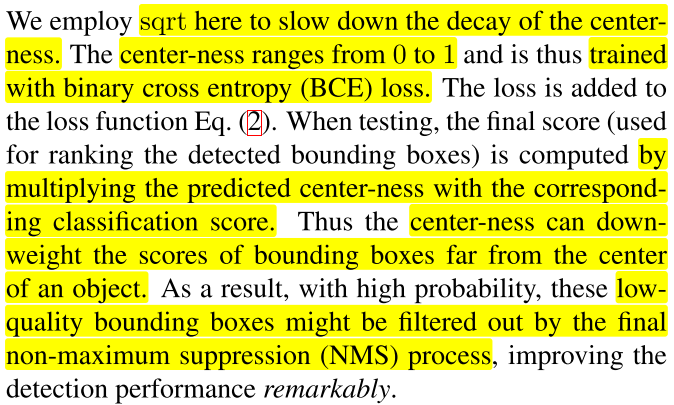 We employ sqrt here to slow down the decay of the center-
ness. The center-ness ranges from 0 to 1 and is thus trained
with binary cross entropy (BCE) loss. The loss is added to
the loss function Eq. (2). When testing, the final score (used
for ranking the detected bounding boxes) is computed by
multiplying the predicted center-ness with the correspond-
ing classification score. Thus the center-ness can down-
weight the scores of bounding boxes far from the center
of an object. As a result, with high probability, these low-
quality bounding boxes might be filtered out by the final
non-maximum suppression (NMS) process, improving the
detection performance remarkably.